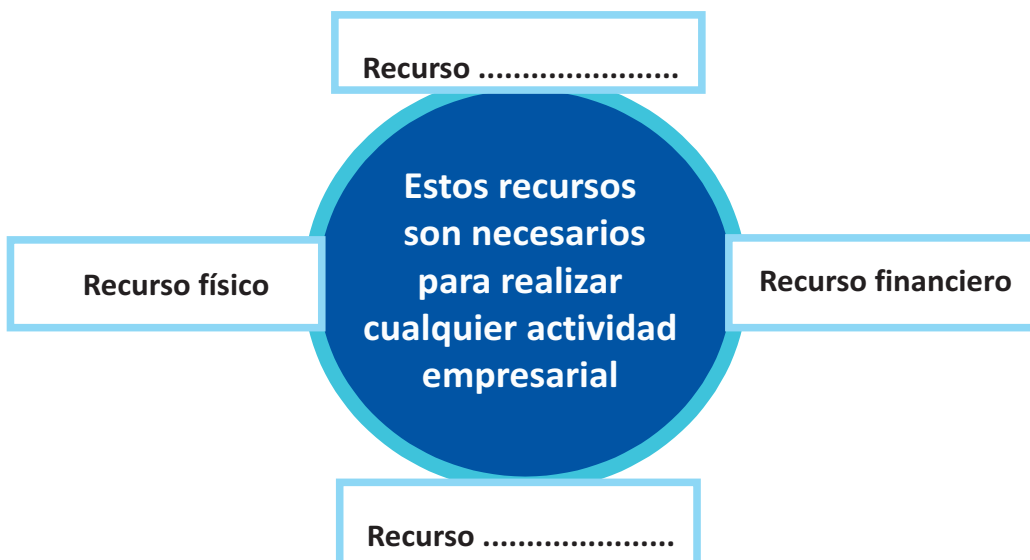 Recurso .......................
Estos recursos
son necesarios
para realizar
cualquier actividad
empresarial
Recurso físico
Recurso financiero
Recurso ......................